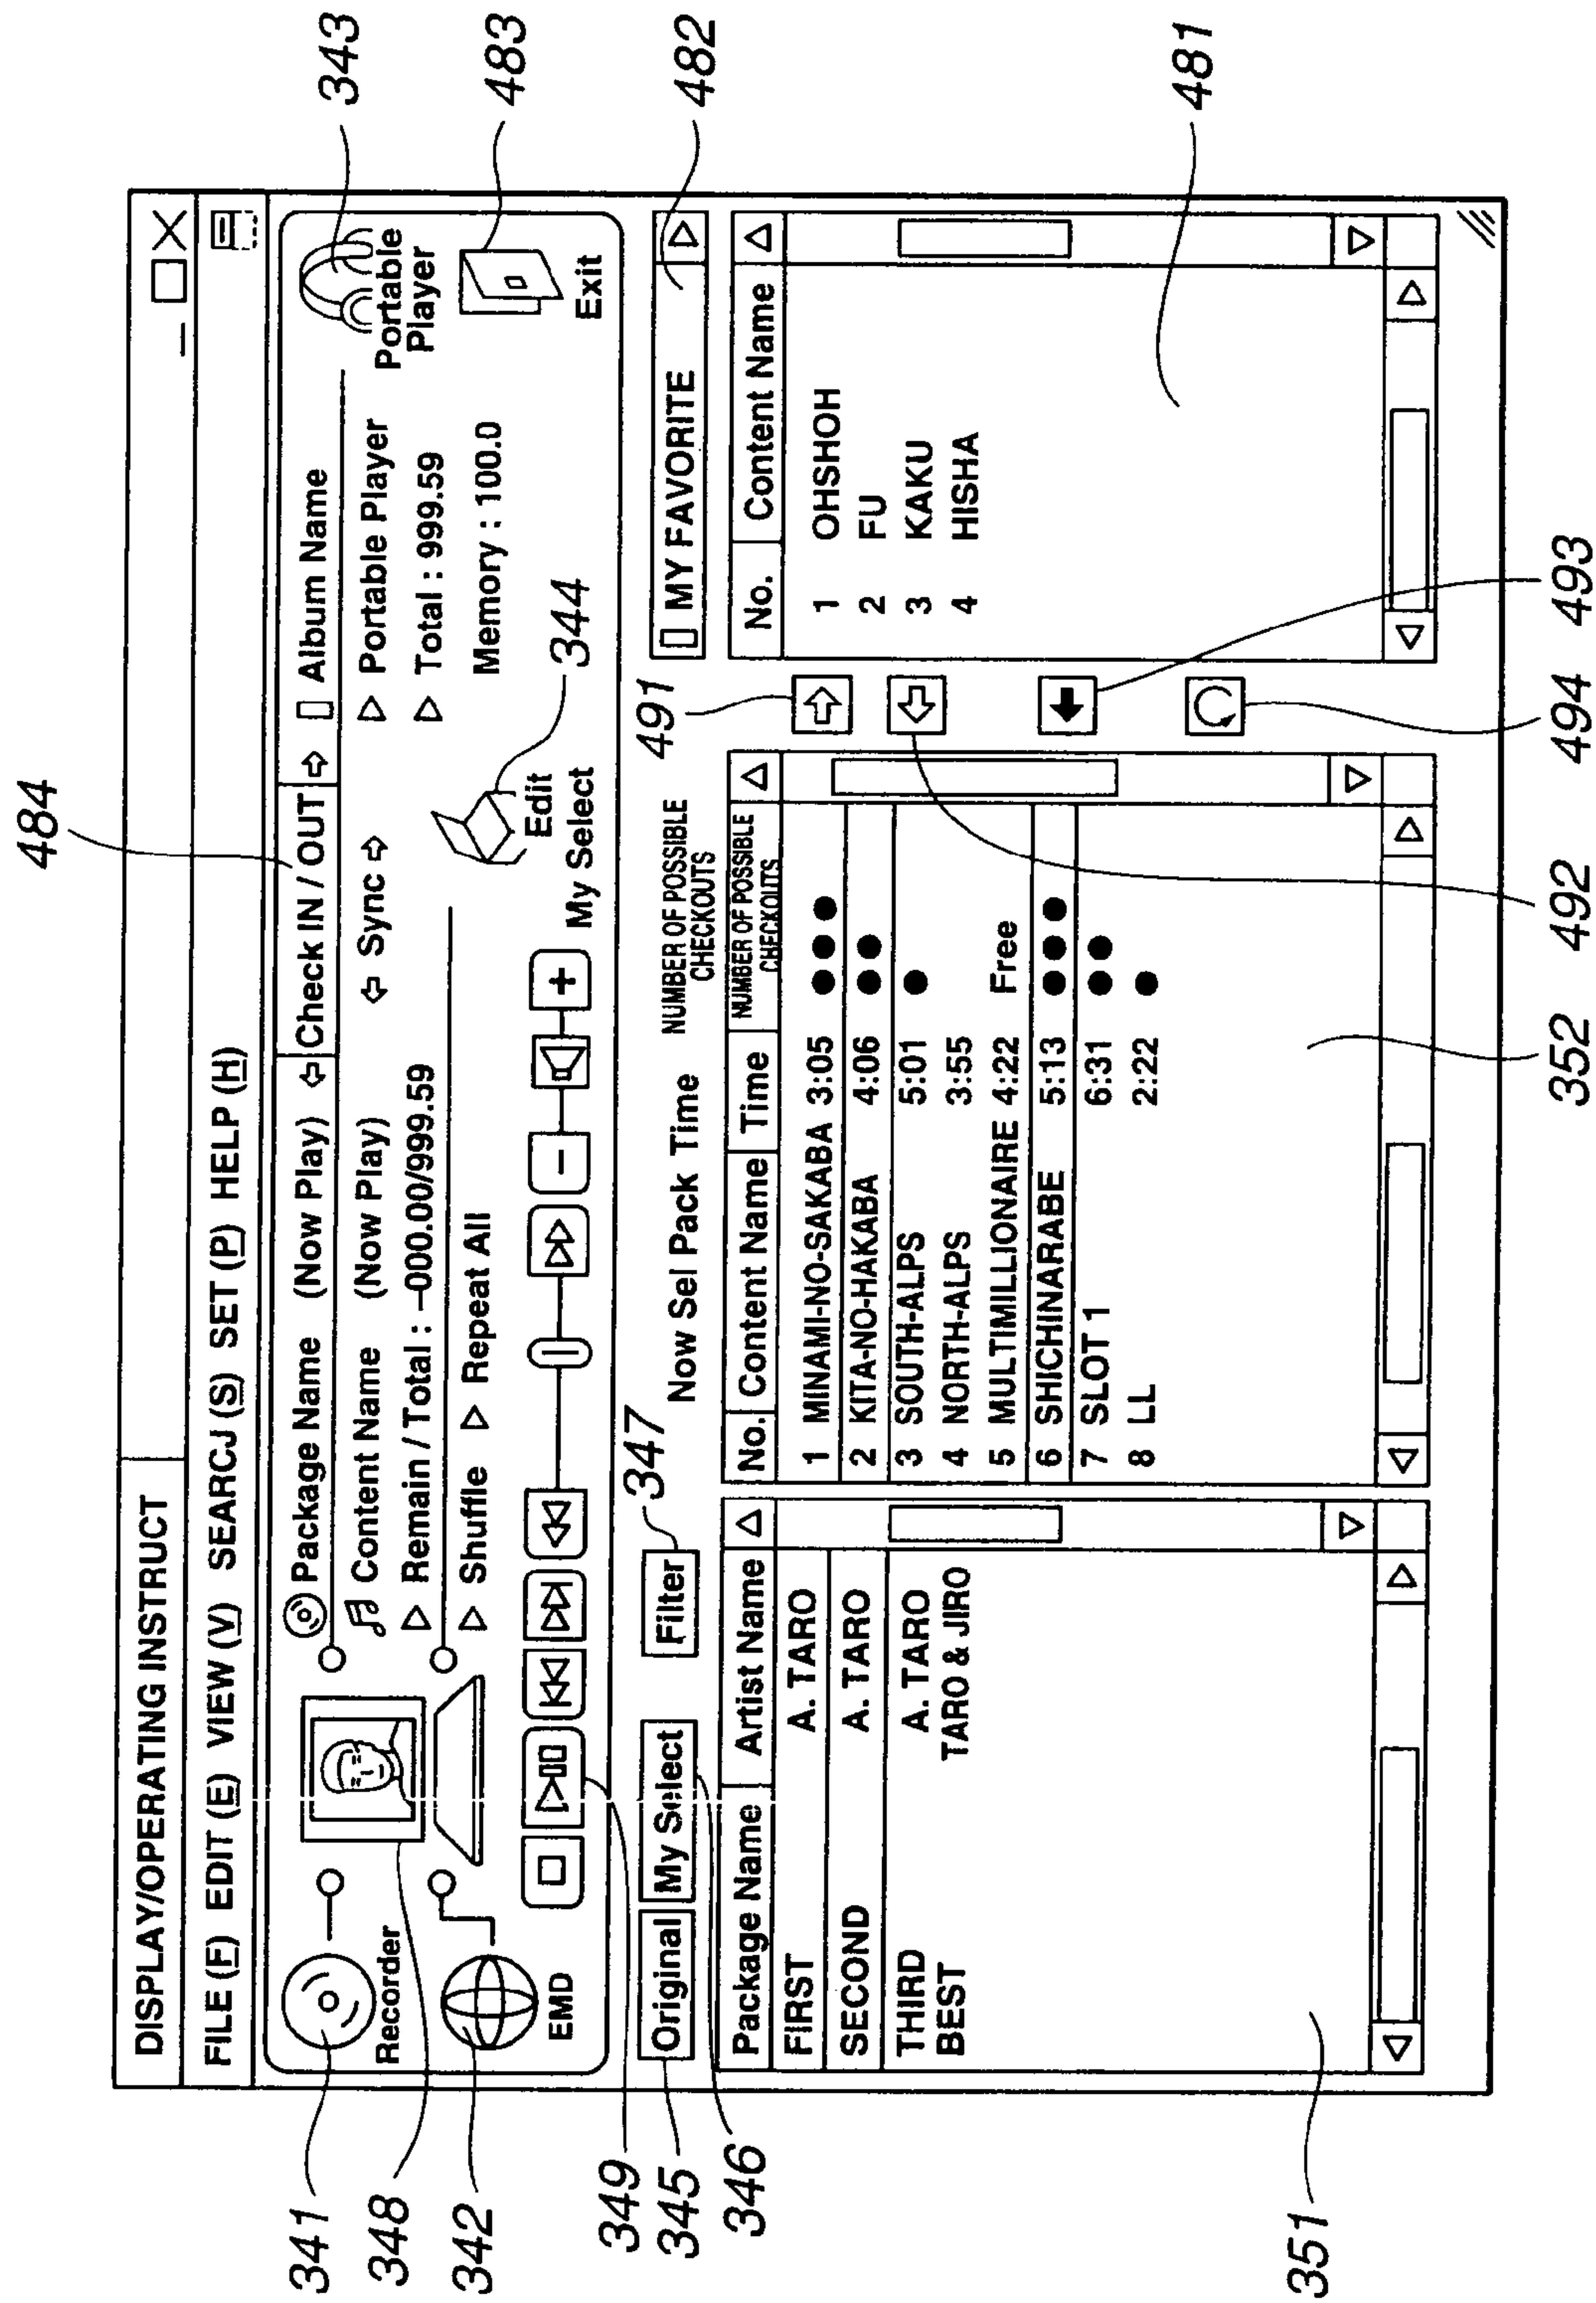 484
343
483
482
481
DISPLAY/OPERATING INSTRUCT
FILE (F) EDIT (E) VIEW (V) SEARCJ (S) SET (P) HELP (H)
Package Name (Now Play) ⇦ Check IN / OUT ⇨ Album Name
Content Name (Now Play) ⇦ Sync ⇨ ▷ Portable Player
▷ Remain / Total : –000.00/999.59 ▷ Total : 999.59
▷ Shuffle ▷ Repeat All
Memory : 100.0
Recorder
EMD
Portable
Player
Exit
Edit
My Select
341
348
342
349
345
346
347
344
491
Original My Select Filter
Now Sel Pack Time NUMBER OF POSSIBLE
CHECKOUTS
MY FAVORITE
Package Name Artist Name
FIRST A. TARO
SECOND A. TARO
THIRD A. TARO
BEST TARO & JIRO
No. Content Name Time NUMBER OF POSSIBLE
CHECKOUTS
1 MINAMI-NO-SAKABA 3:05 ●●●
2 KITA-NO-HAKABA 4:06 ●●
3 SOUTH-ALPS 5:01 ●
4 NORTH-ALPS 3:55
5 MULTIMILLIONAIRE 4:22 Free
6 SHICHINARABE 5:13 ●●●
7 SLOT 1 6:31 ●●
8 LL 2:22 ●
No. Content Name
1 OHSHOH
2 FU
3 KAKU
4 HISHA
351
352
492
494
493